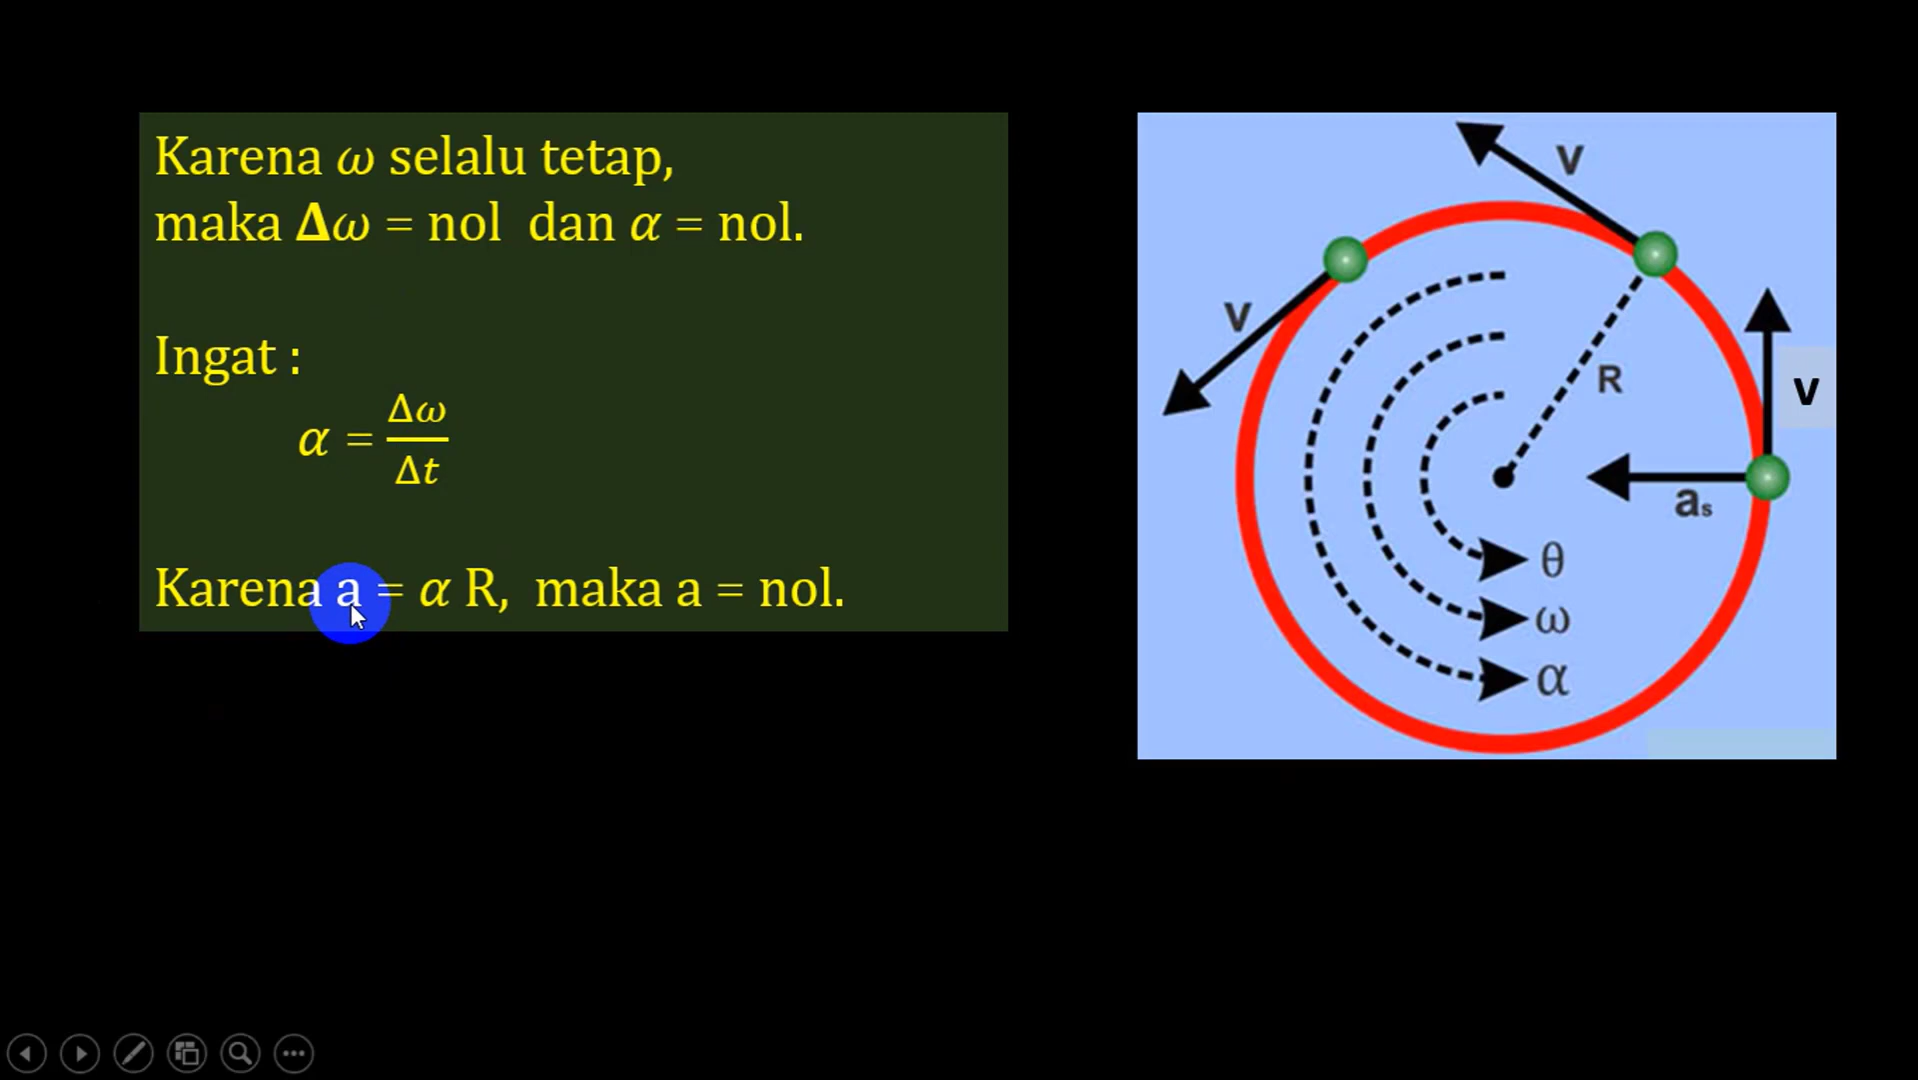 Karena ω selalu tetap,
maka Δω = nol dan α = nol.
Ingat :
α = Δω/Δt
Karena a = α R, maka a = nol.
v
v
R
v
as
θ
ω
α